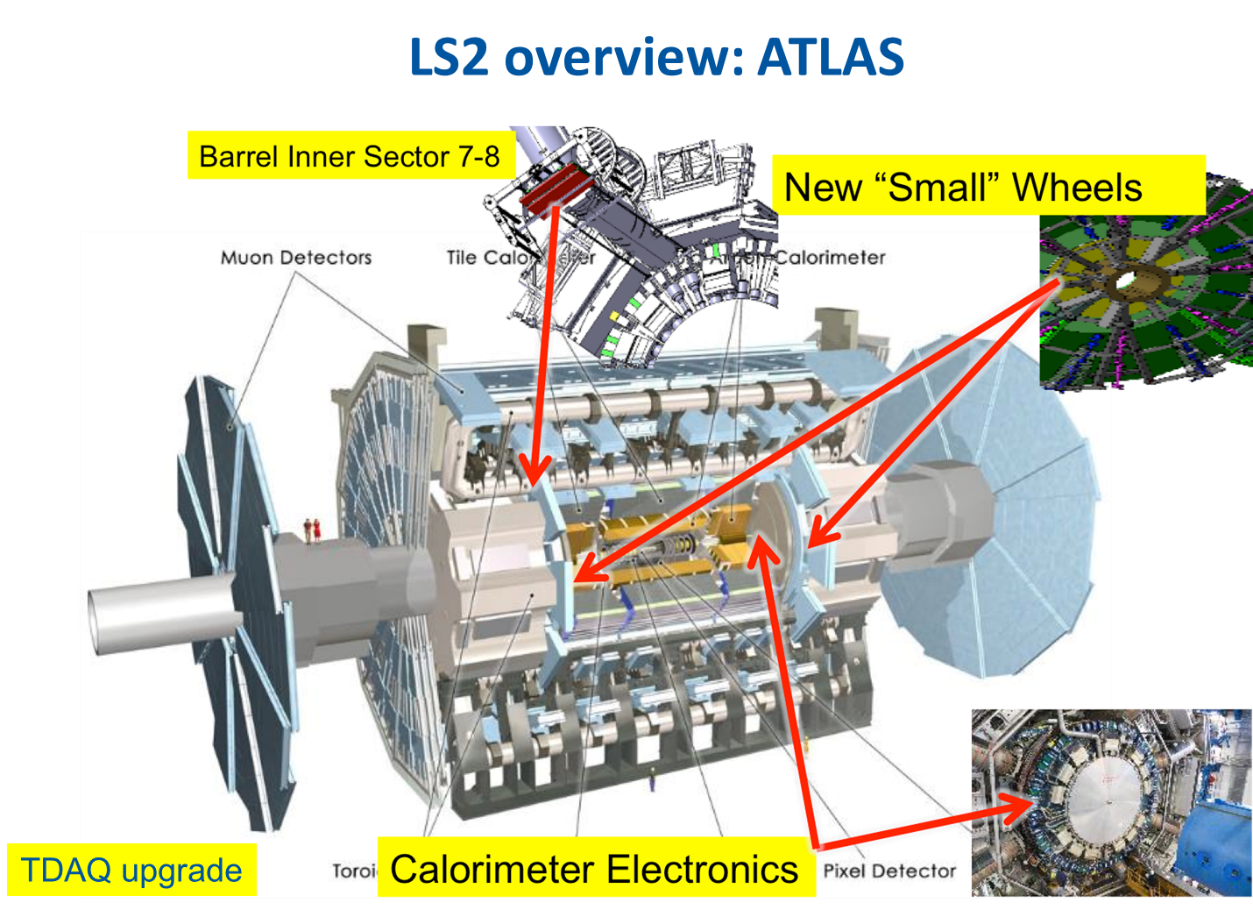 LS2 overview: ATLAS
Barrel Inner Sector 7-8
New “Small” Wheels
Muon Detectors
Tile
Calorimeter
TDAQ upgrade
Calorimeter Electronics
Pixel Detector